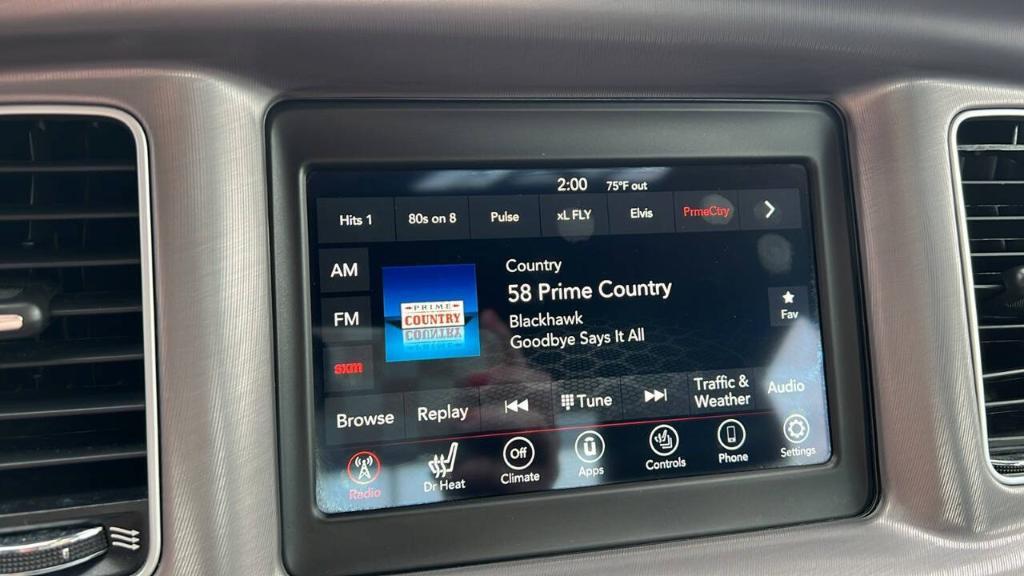 2:00 75°F out
Hits 1 80s on 8 Pulse xL FLY Elvis PrmeCtry
AM
FM
sxm
PRIME
COUNTRY
Country
58 Prime Country
Blackhawk
Goodbye Says It All
Fav
Browse Replay Tune Traffic & Weather Audio
Radio Dr Heat Off Climate Apps Controls Phone Settings